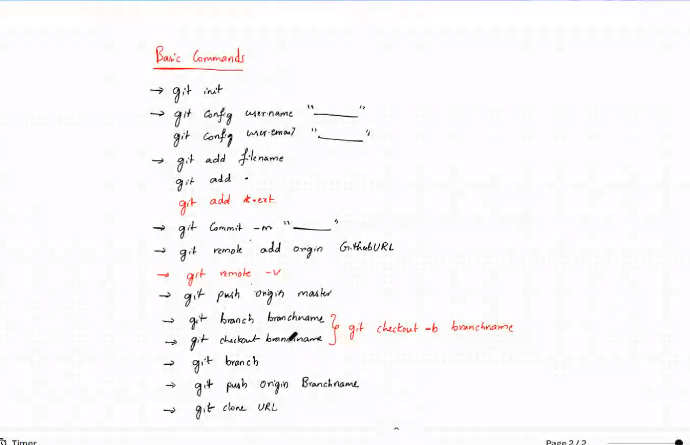 Basic Commands
→ git init
→ git config user.name "______"
git config user.email "______"
→ git add filename
git add .
git add *.ext
→ git commit -m "______"
→ git remote add origin GithubURL
→ git remote -v
→ git push origin master
→ git branch branchname
→ git checkout branchname
} git checkout -b branchname
→ git branch
→ git push origin Branchname
→ git clone URL
Timer
Page 2 / 2